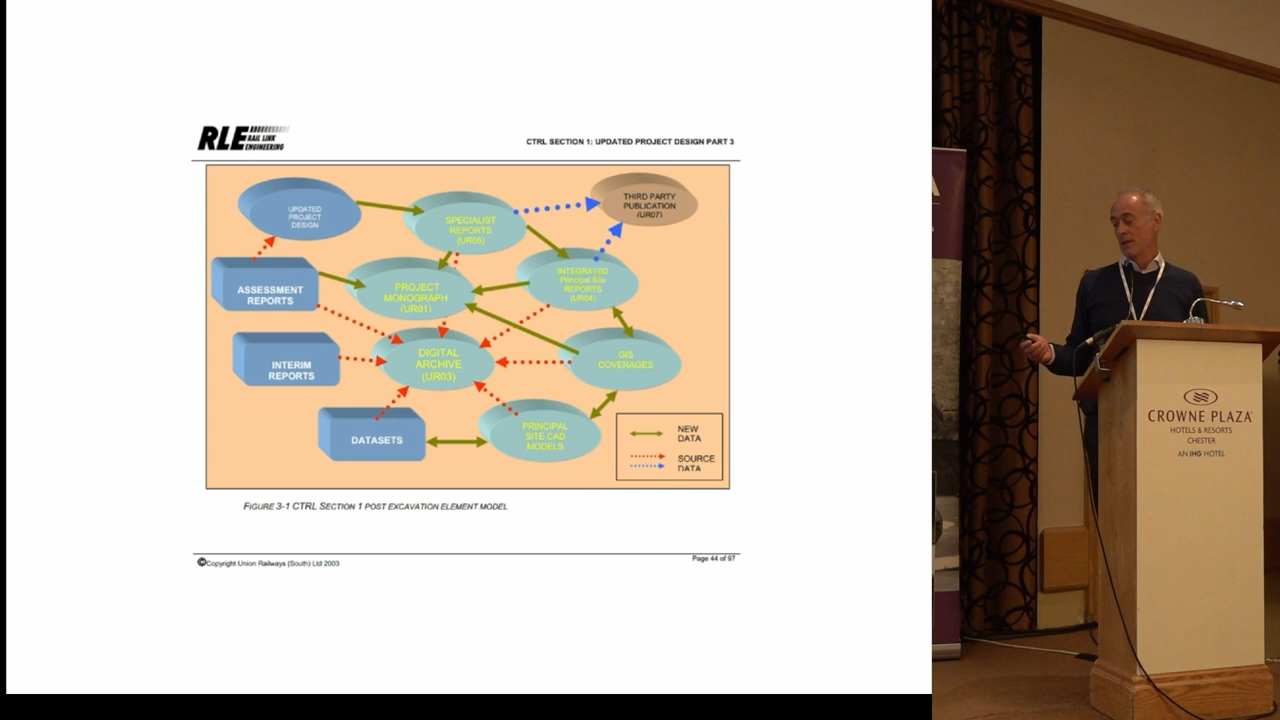 RLE RAIL LINK
ENGINEERING
CTRL SECTION 1: UPDATED PROJECT DESIGN PART 3
UPDATED
PROJECT
DESIGN
SPECIALIST
REPORTS
(UR05)
THIRD PARTY
PUBLICATION
(UR07)
ASSESSMENT
REPORTS
PROJECT
MONOGRAPH
(UR01)
INTEGRATED
Principal Site
REPORTS
(UR04)
INTERIM
REPORTS
DIGITAL
ARCHIVE
(UR03)
GIS
COVERAGES
DATASETS
PRINCIPAL
SITE CAD
MODELS
NEW
DATA
SOURCE
DATA
FIGURE 3-1 CTRL SECTION 1 POST EXCAVATION ELEMENT MODEL
©Copyright Union Railways (South) Ltd 2003
Page 44 of 97
CROWNE PLAZA
HOTELS & RESORTS
CHESTER
AN IHG HOTEL